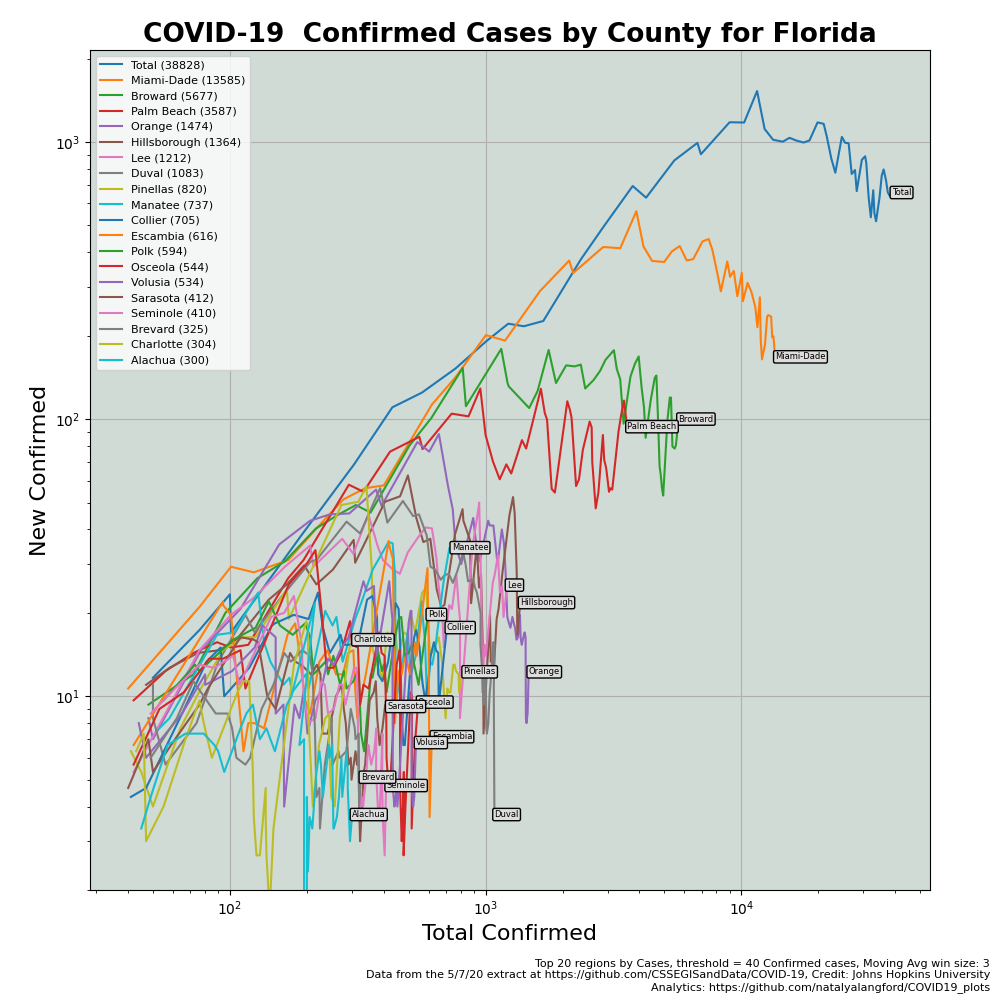 COVID-19  Confirmed Cases by County for Florida
Total (38828)
Miami-Dade (13585)
Broward (5677)
Palm Beach (3587)
Orange (1474)
Hillsborough (1364)
Lee (1212)
Duval (1083)
Pinellas (820)
Manatee (737)
Collier (705)
Escambia (616)
Polk (594)
Osceola (544)
Volusia (534)
Sarasota (412)
Seminole (410)
Brevard (325)
Charlotte (304)
Alachua (300)
10³
10²
10¹
New Confirmed
Total
Miami-Dade
Broward
Palm Beach
Manatee
Lee
Hillsborough
Polk
Collier
Charlotte
Pinellas
Orange
Sarasota
sceola
Volusia
Escambia
Brevard
Seminole
Alachua
Duval
10² 10³ 10⁴
Total Confirmed
Top 20 regions by Cases, threshold = 40 Confirmed cases, Moving Avg win size: 3
Data from the 5/7/20 extract at https://github.com/CSSEGISandData/COVID-19, Credit: Johns Hopkins University
Analytics: https://github.com/natalyalangford/COVID19_plots